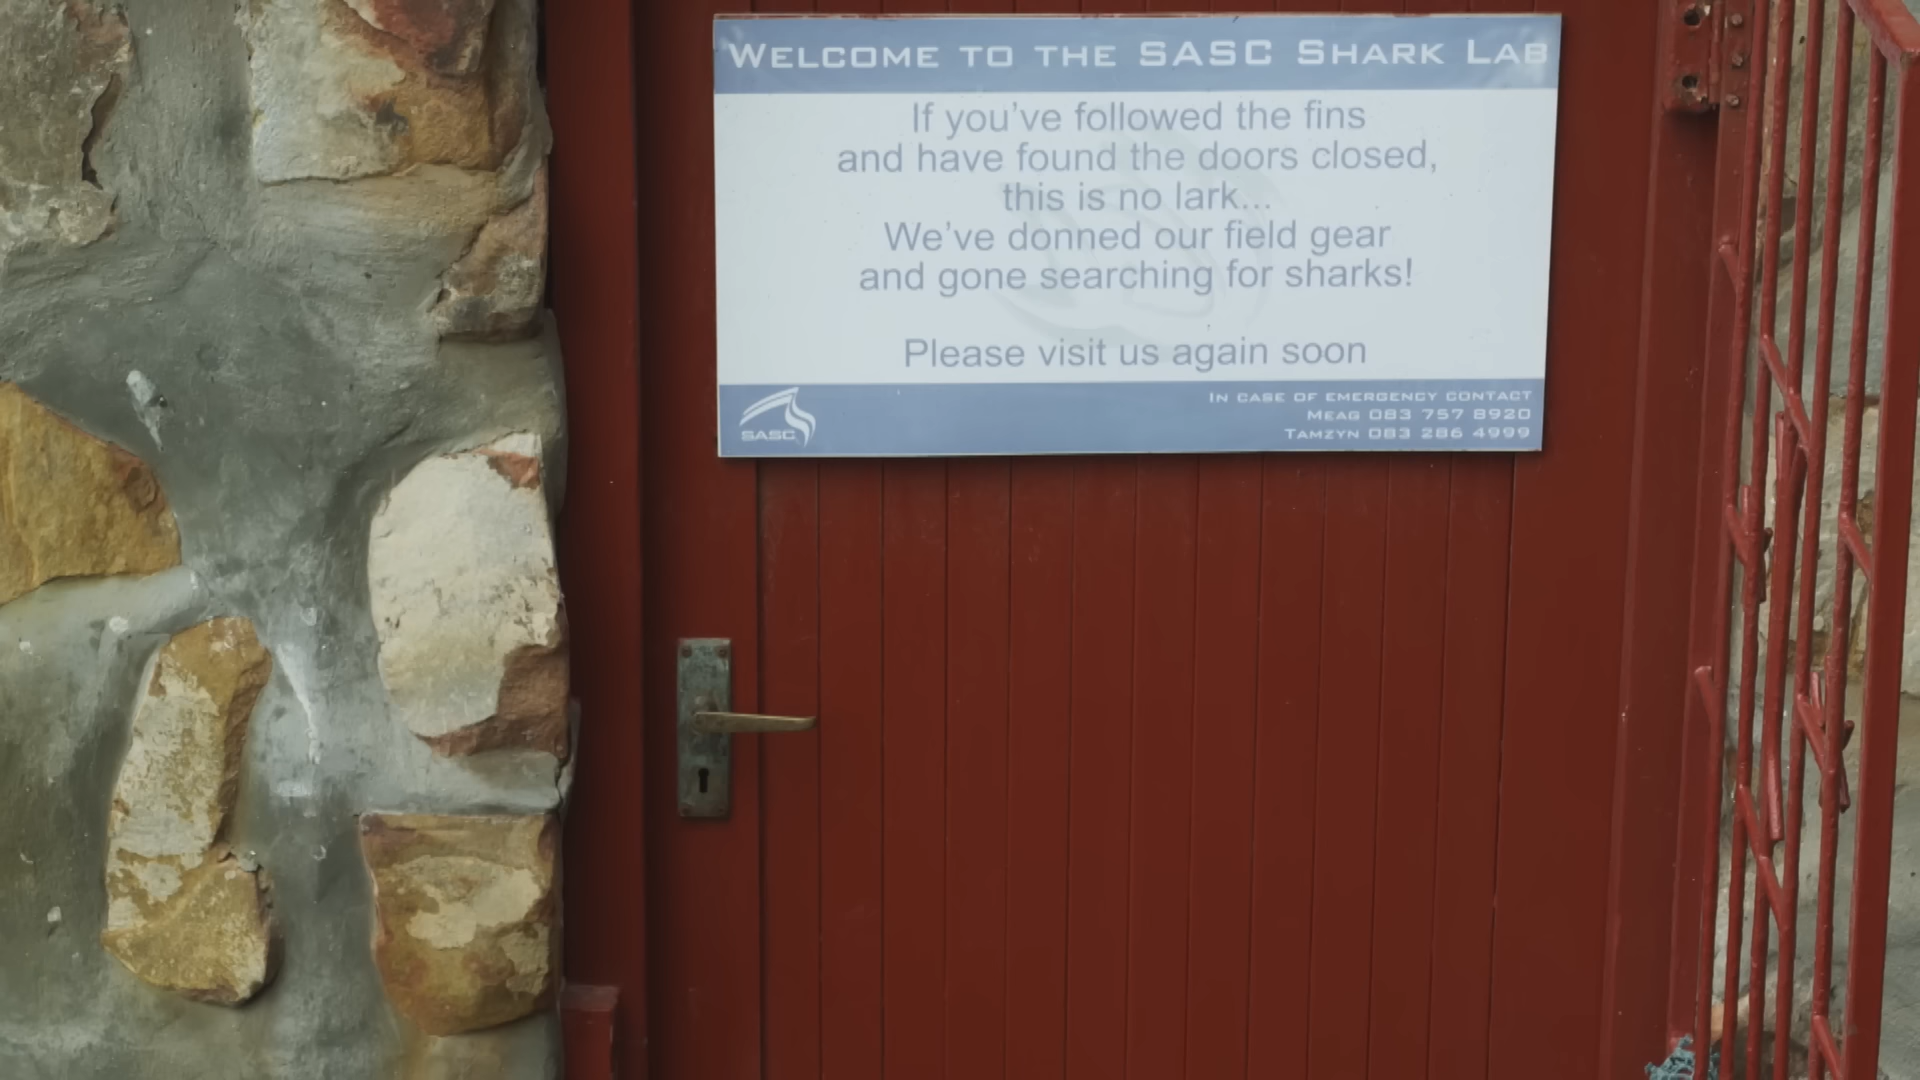 WELCOME TO THE SASC SHARK LAB
If you've followed the fins
and have found the doors closed,
this is no lark...
We've donned our field gear
and gone searching for sharks!
Please visit us again soon
SASC
IN CASE OF EMERGENCY CONTACT
MEAG 083 757 8920
TAMZYN 083 286 4999